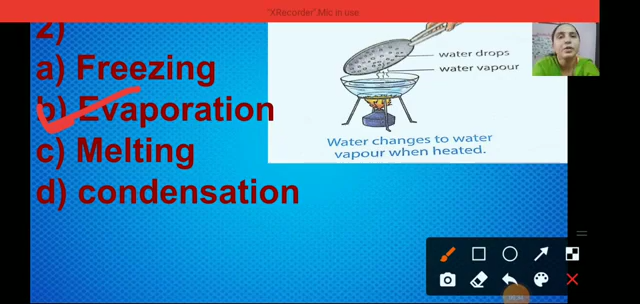 "XRecorder".Mic in use
2)
a) Freezing
b) Evaporation
c) Melting
d) condensation
water drops
water vapour
Water changes to water
vapour when heated.